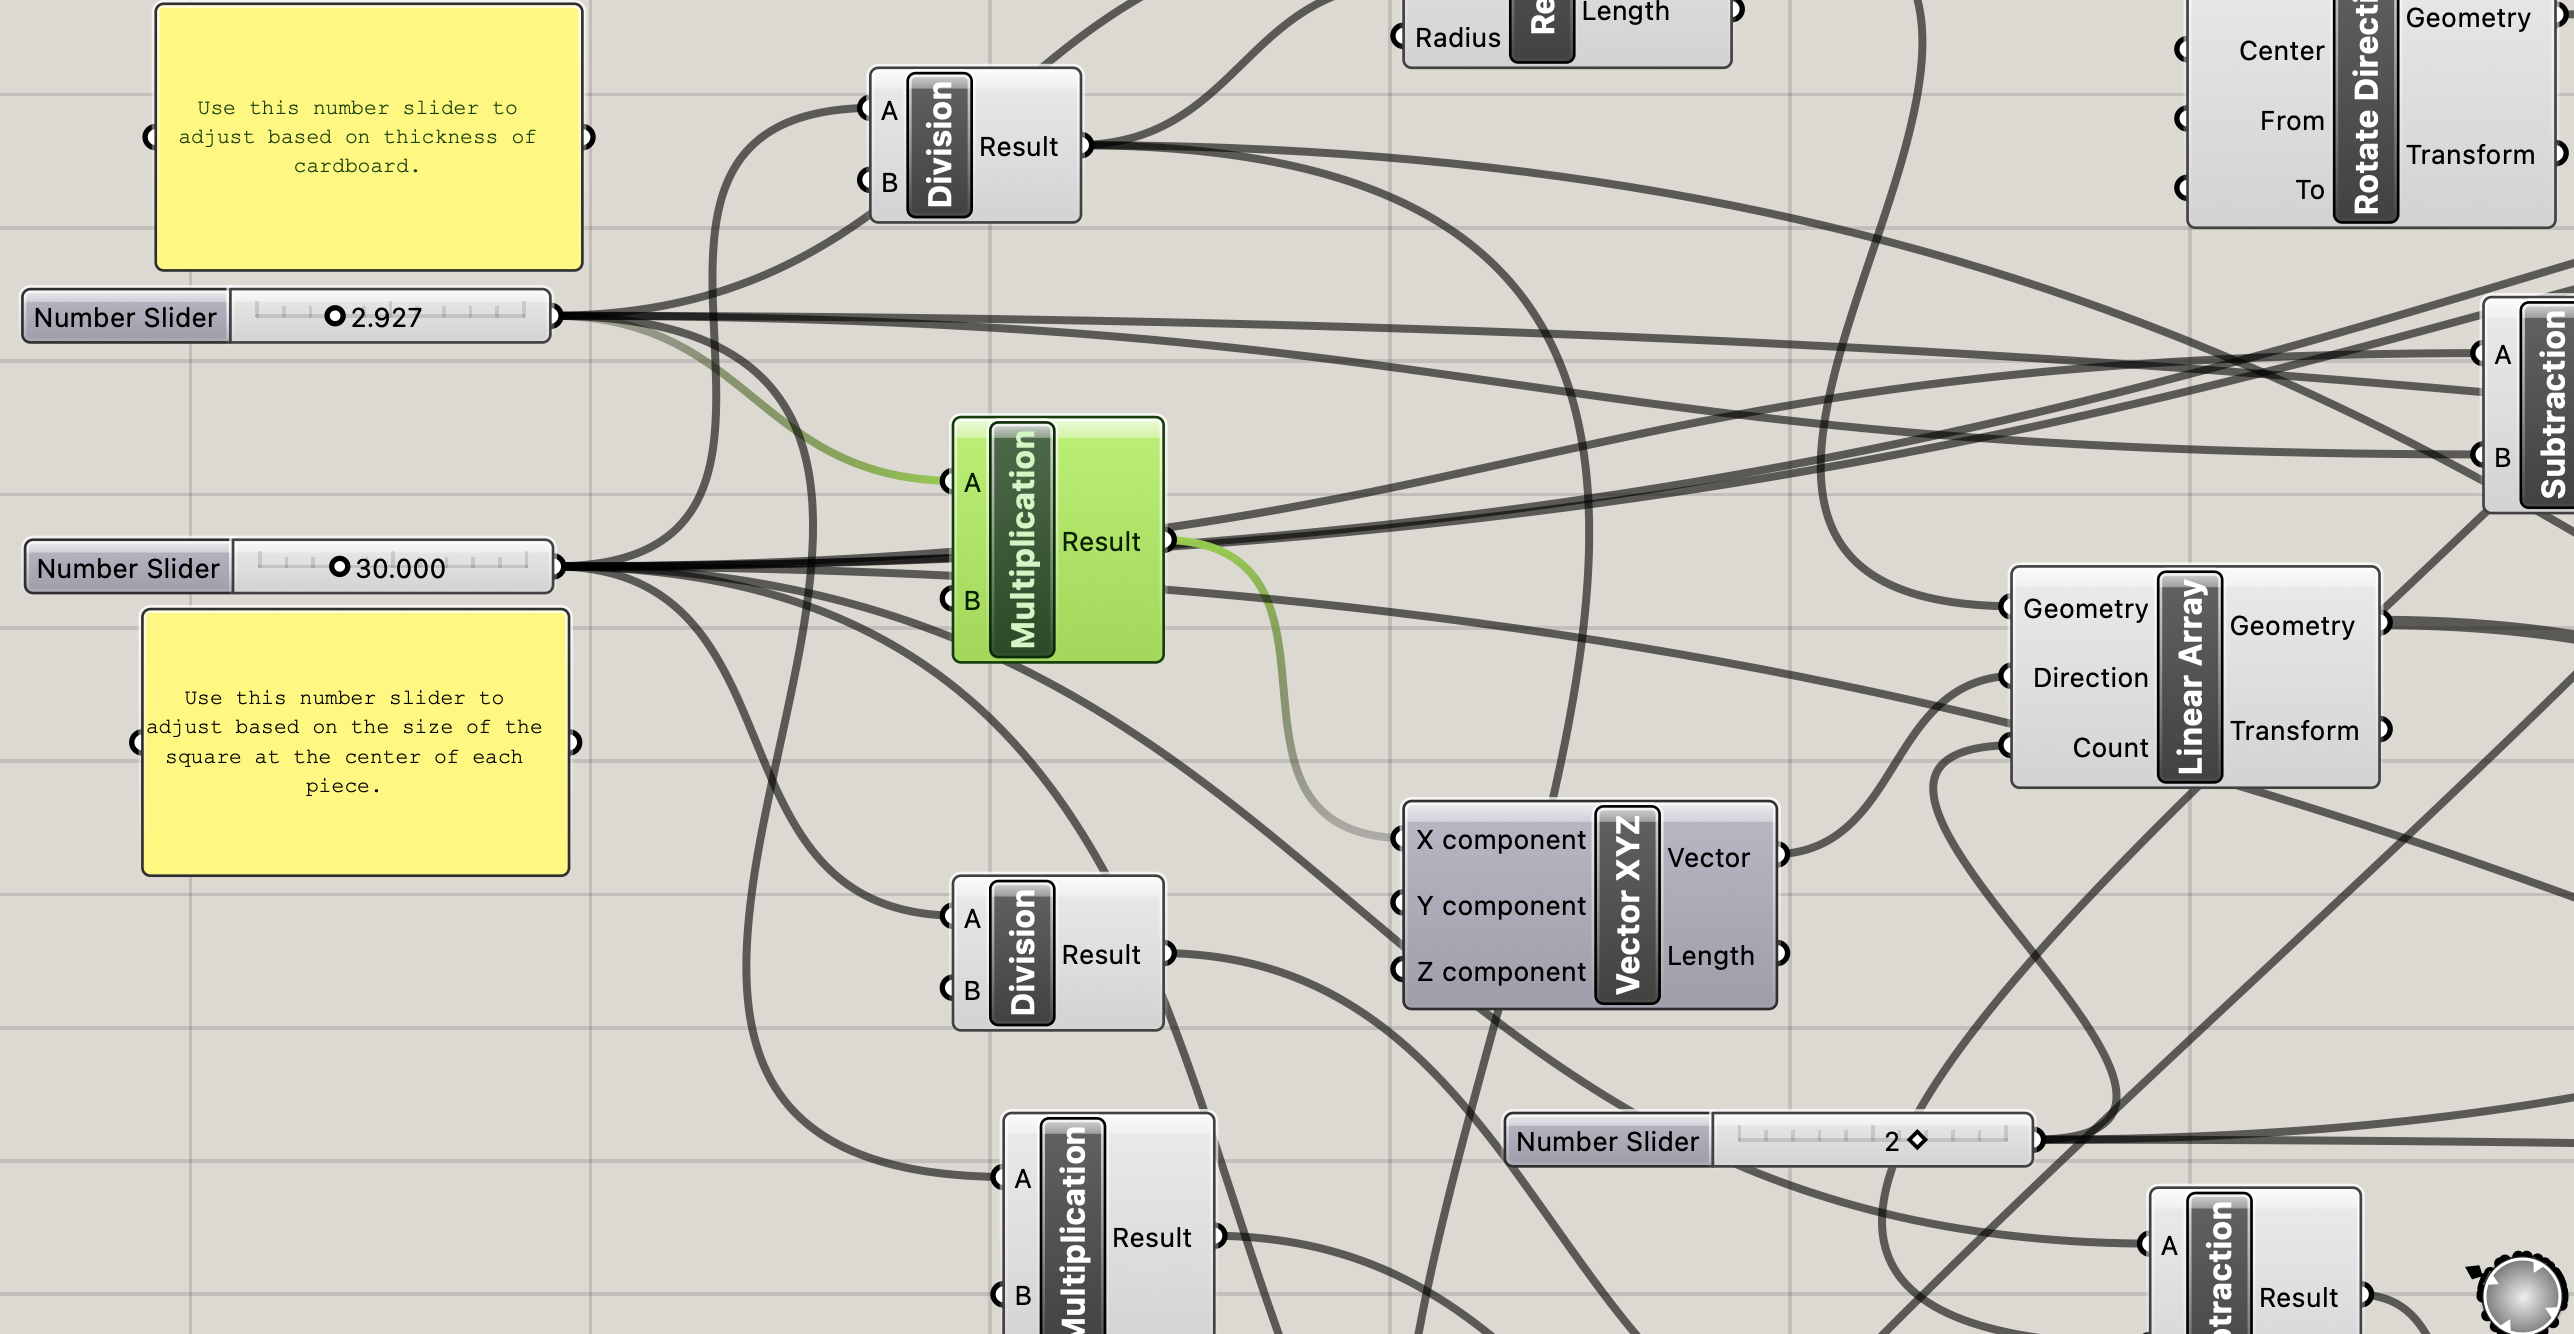 Use this number slider to
adjust based on thickness of
cardboard.
Number Slider
2.927
Number Slider
30.000
Use this number slider to
adjust based on the size of the
square at the center of each
piece.
A
B
Division
Result
Radius
Re
Length
Center
From
To
Rotate Directi
Geometry
Transform
A
B
Subtraction
A
B
Multiplication
Result
Geometry
Direction
Count
Linear Array
Geometry
Transform
X component
Y component
Z component
Vector XYZ
Vector
Length
A
B
Division
Result
A
B
Multiplication
Result
Number Slider
2
A
traction
Result